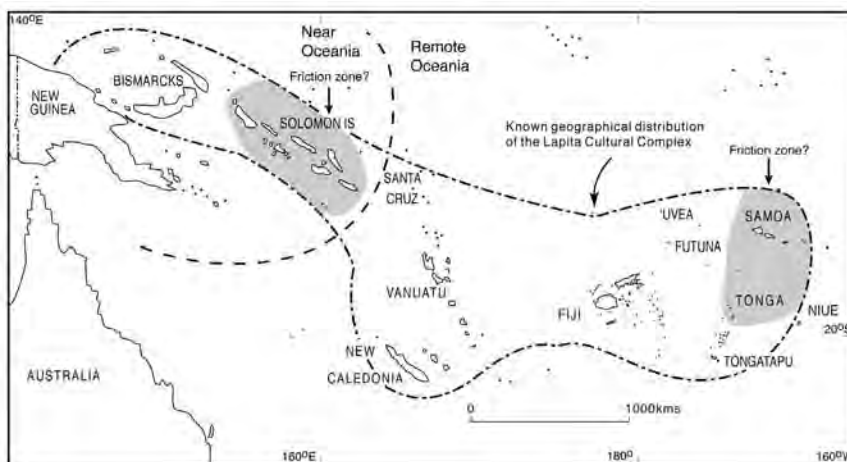 140°E
Near
Oceania
Remote
Oceania
Friction zone?
BISMARCKS
NEW
GUINEA
SOLOMON IS
Known geographical distribution
of the Lapita Cultural Complex
Friction zone?
SANTA
CRUZ
'UVEA
SAMOA
FUTUNA
VANUATU
FIJI
TONGA
NIUE
20°S
NEW
CALEDONIA
TONGATAPU
AUSTRALIA
0 1000kms
160°E
180°
160°W